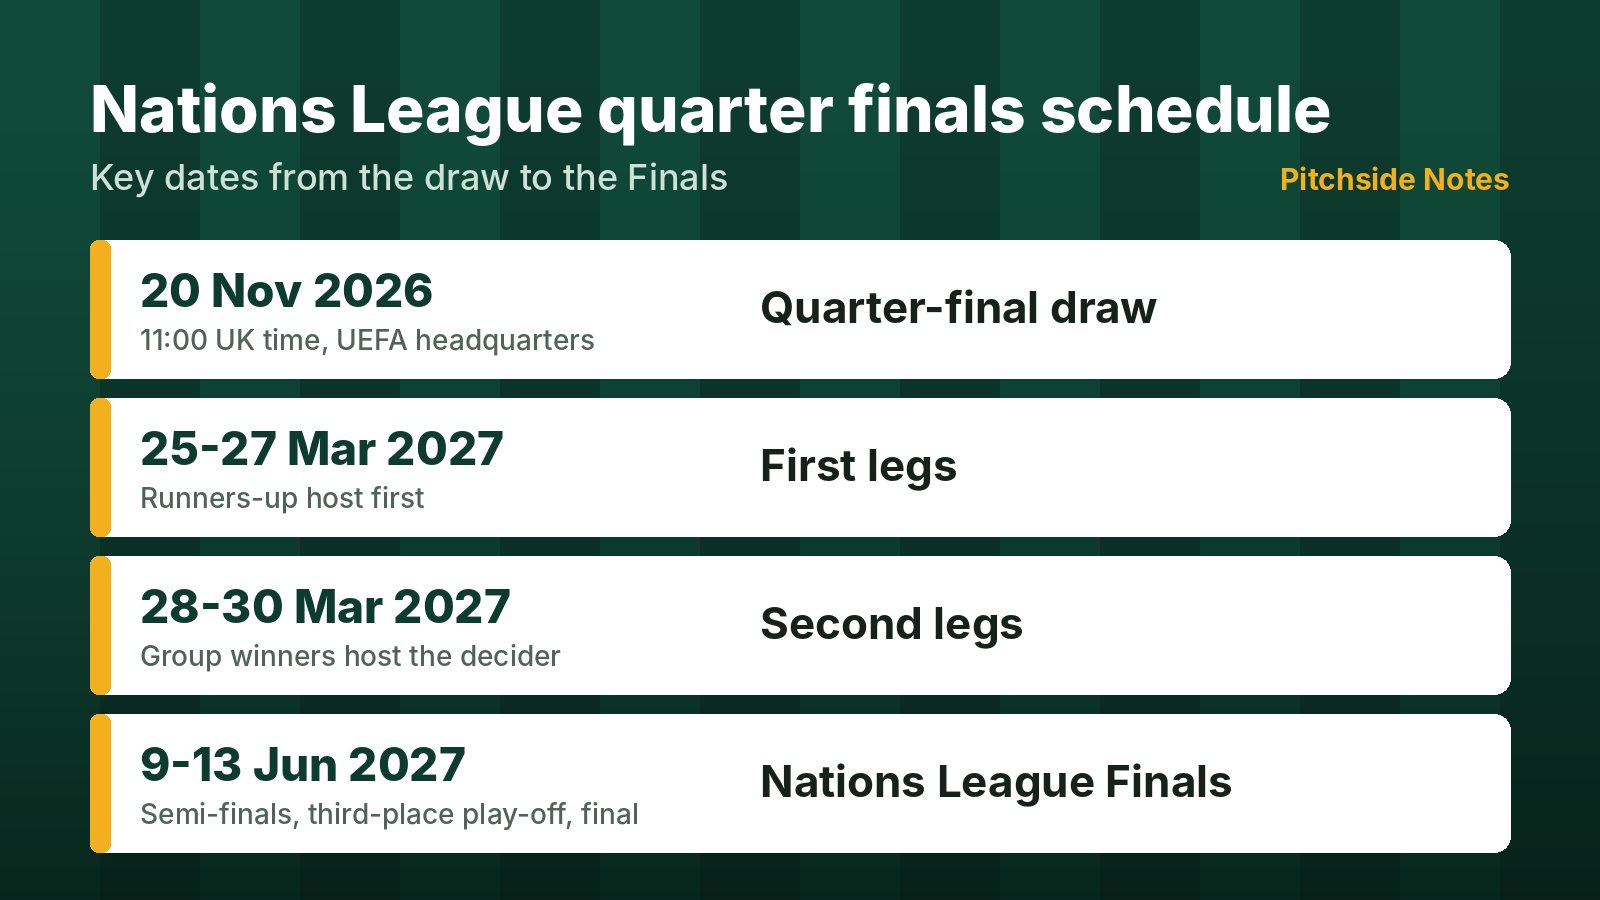 Nations League quarter finals schedule
Key dates from the draw to the Finals
Pitchside Notes
20 Nov 2026
11:00 UK time, UEFA headquarters
Quarter-final draw
25-27 Mar 2027
Runners-up host first
First legs
28-30 Mar 2027
Group winners host the decider
Second legs
9-13 Jun 2027
Semi-finals, third-place play-off, final
Nations League Finals